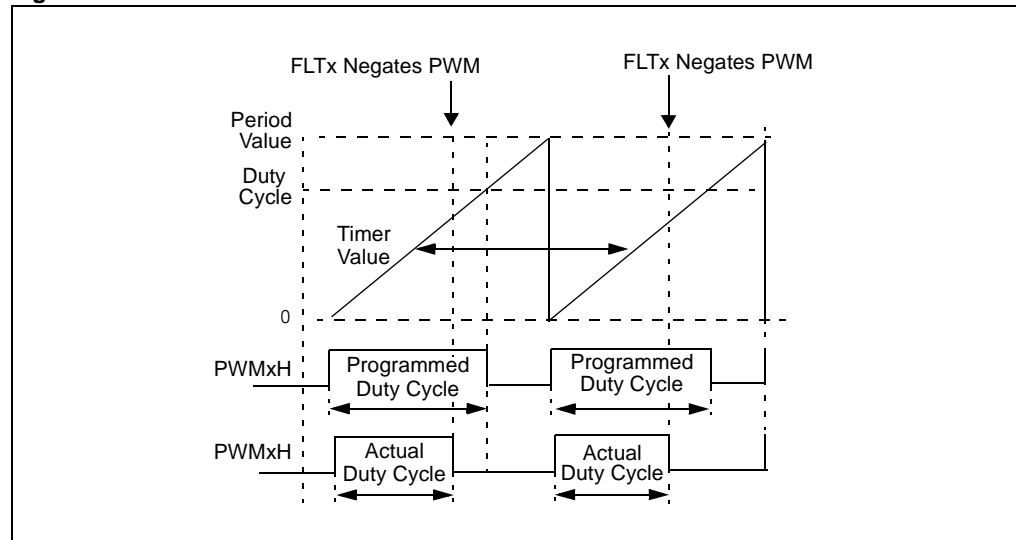 FLTx Negates PWM
FLTx Negates PWM
Period
Value
Duty
Cycle
Timer
Value
0
PWMxH
Programmed
Duty Cycle
Programmed
Duty Cycle
PWMxH
Actual
Duty Cycle
Actual
Duty Cycle